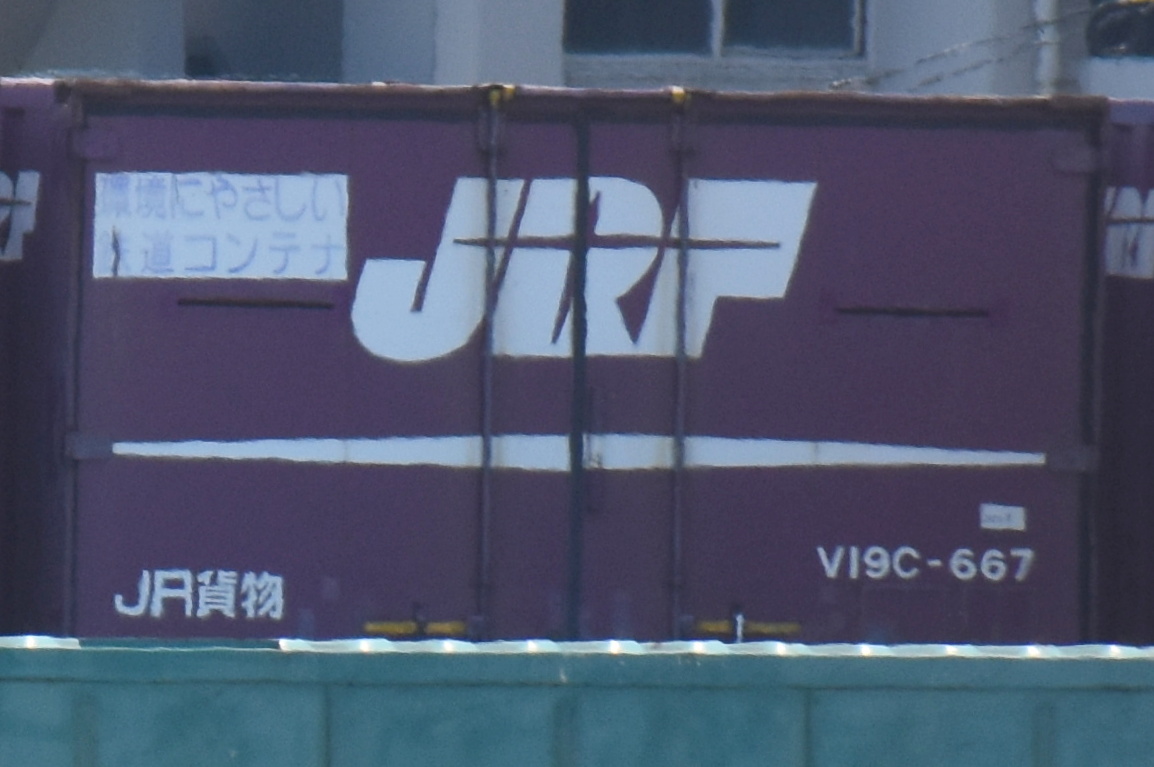 環境にやさしい
鉄道コンテナ
JRF
V19C-667
JR貨物